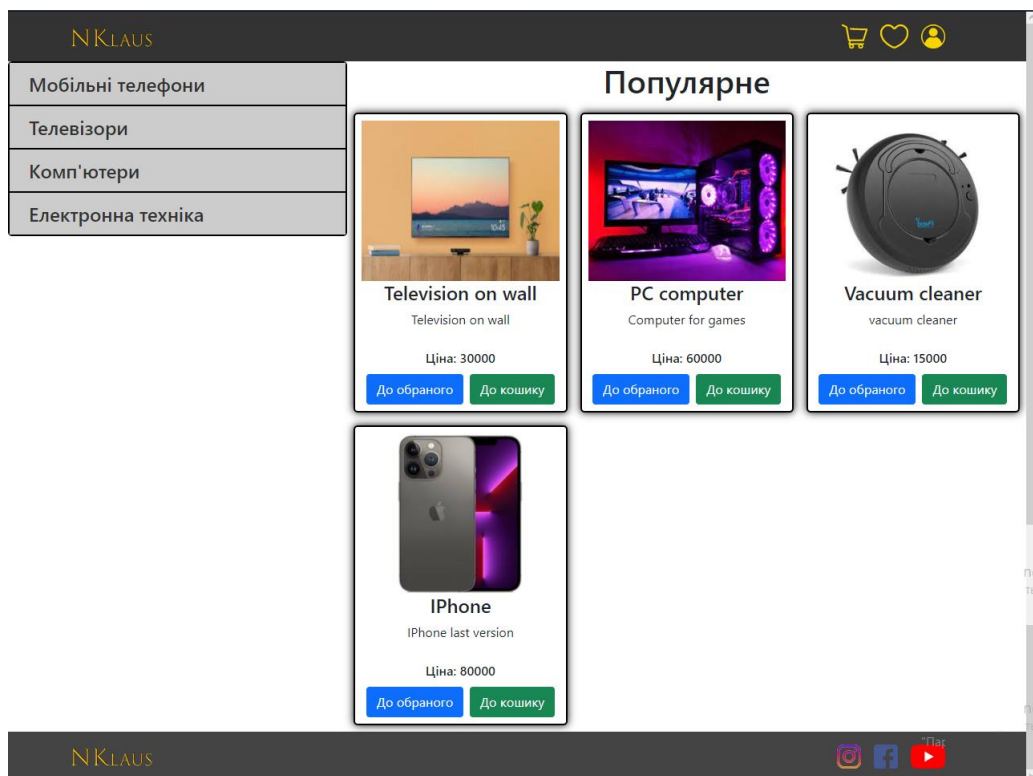 NKLAUS
Мобільні телефони
Телевізори
Комп'ютери
Електронна техніка
Популярне
10:45
Television on wall
Television on wall
Ціна: 30000
До обраного До кошику
PC computer
Computer for games
Ціна: 60000
До обраного До кошику
Vacuum cleaner
vacuum cleaner
Ціна: 15000
До обраного До кошику
IPhone
IPhone last version
Ціна: 80000
До обраного До кошику
NKLAUS